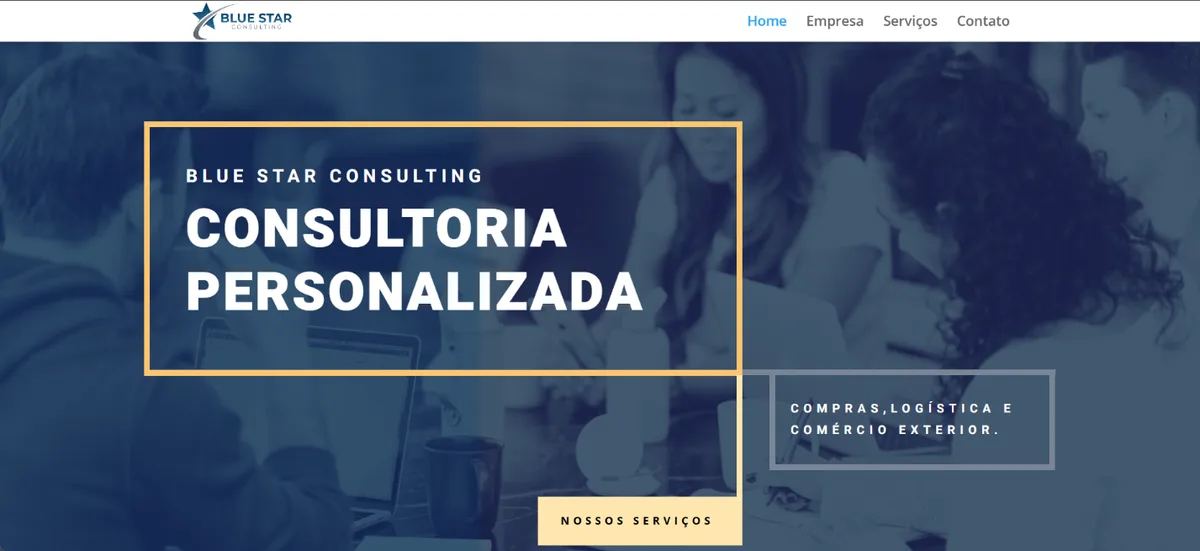 BLUE STAR
CONSULTING
Home Empresa Serviços Contato
BLUE STAR CONSULTING
CONSULTORIA
PERSONALIZADA
COMPRAS,LOGÍSTICA E
COMÉRCIO EXTERIOR.
NOSSOS SERVIÇOS